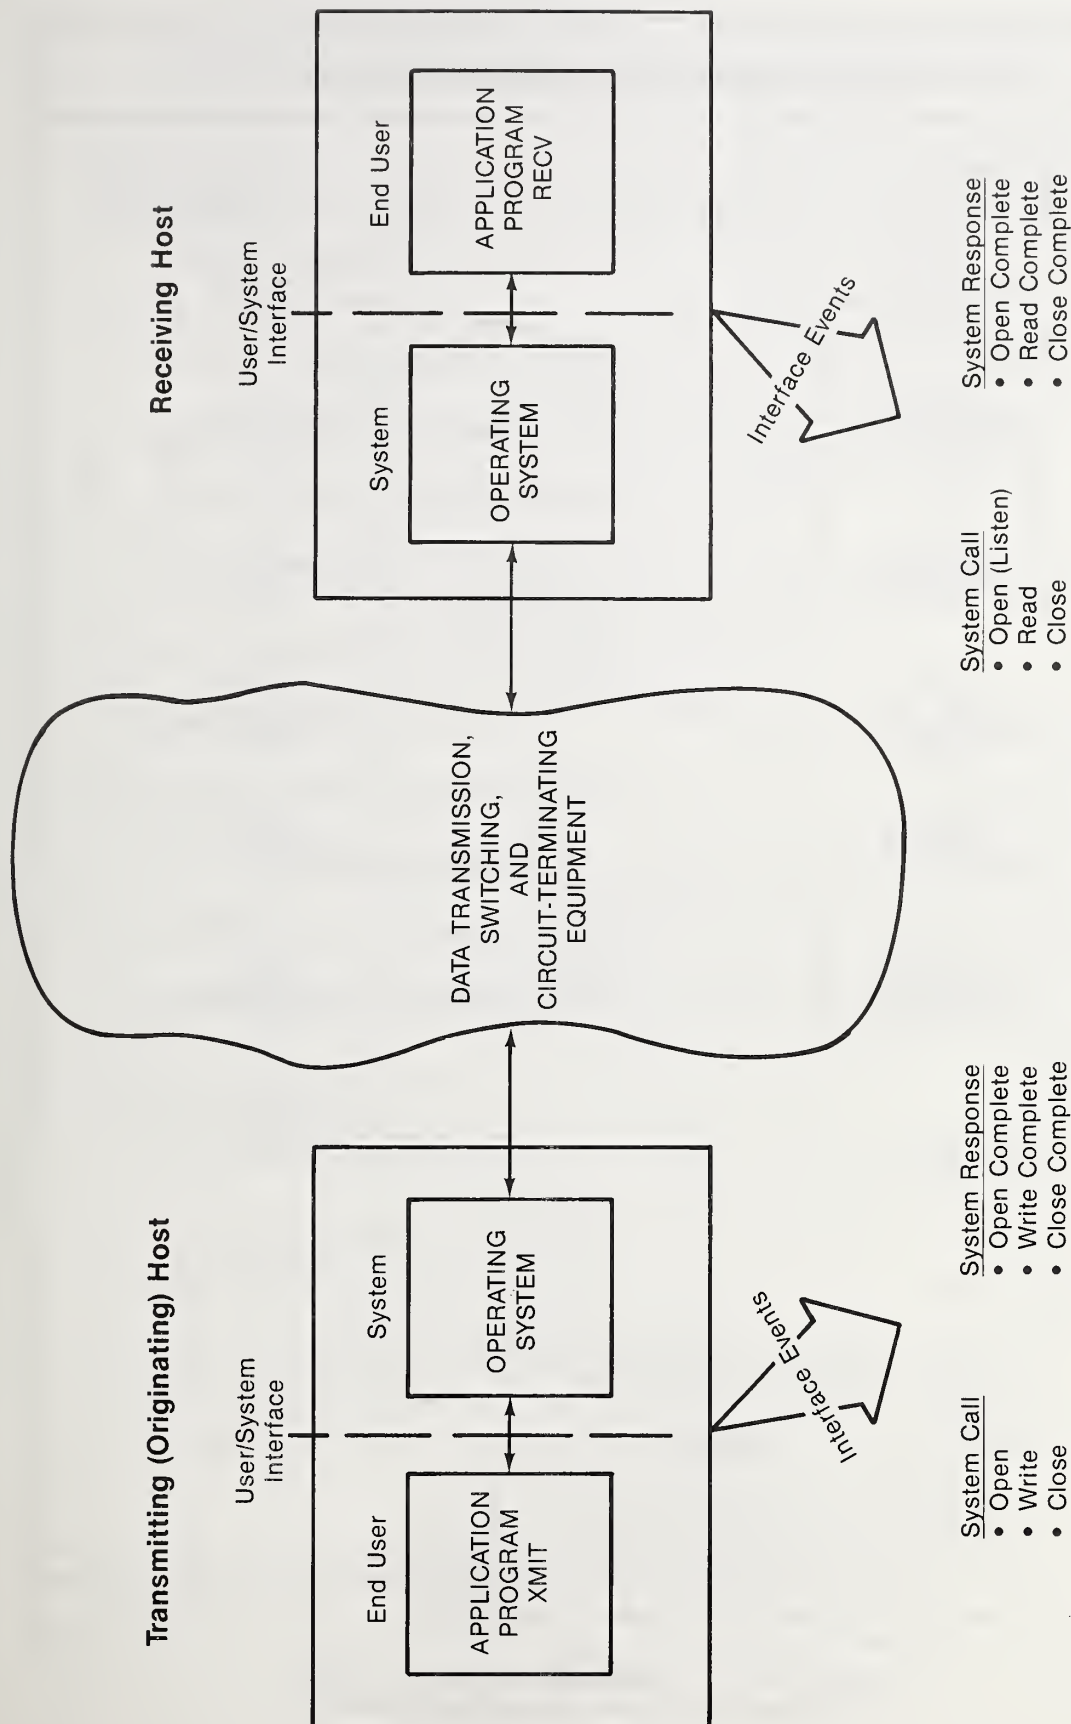 Transmitting (Originating) Host
User/System
Interface
End User
APPLICATION
PROGRAM
XMIT
System
OPERATING
SYSTEM
Interface Events
System Call
• Open
• Write
• Close
System Response
• Open Complete
• Write Complete
• Close Complete
DATA TRANSMISSION,
SWITCHING,
AND
CIRCUIT-TERMINATING
EQUIPMENT
Receiving Host
User/System
Interface
System
OPERATING
SYSTEM
End User
APPLICATION
PROGRAM
RECV
Interface Events
System Call
• Open (Listen)
• Read
• Close
System Response
• Open Complete
• Read Complete
• Close Complete